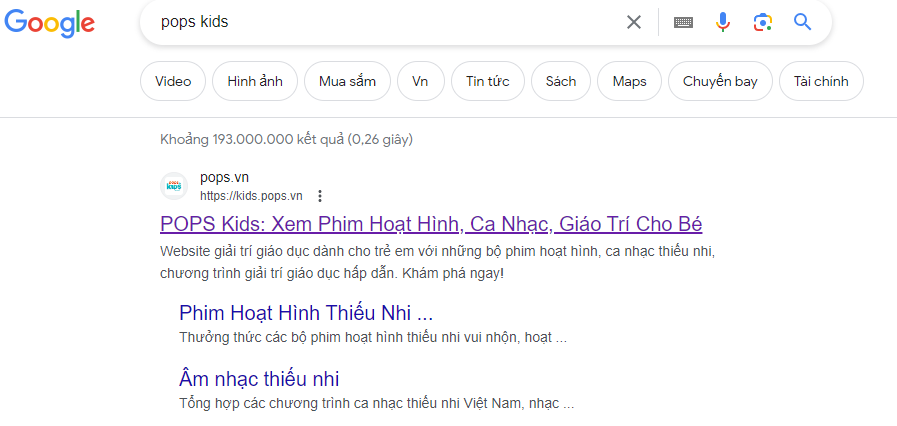 Google
pops kids
Video Hình ảnh Mua sắm Vn Tin tức Sách Maps Chuyến bay Tài chính
Khoảng 193.000.000 kết quả (0,26 giây)
POPS KIDS
pops.vn
https://kids.pops.vn
POPS Kids: Xem Phim Hoạt Hình, Ca Nhạc, Giáo Trí Cho Bé
Website giải trí giáo dục dành cho trẻ em với những bộ phim hoạt hình, ca nhạc thiếu nhi,
chương trình giải trí giáo dục hấp dẫn. Khám phá ngay!
Phim Hoạt Hình Thiếu Nhi ...
Thưởng thức các bộ phim hoạt hình thiếu nhi vui nhộn, hoạt ...
Âm nhạc thiếu nhi
Tổng hợp các chương trình ca nhạc thiếu nhi Việt Nam, nhạc ...